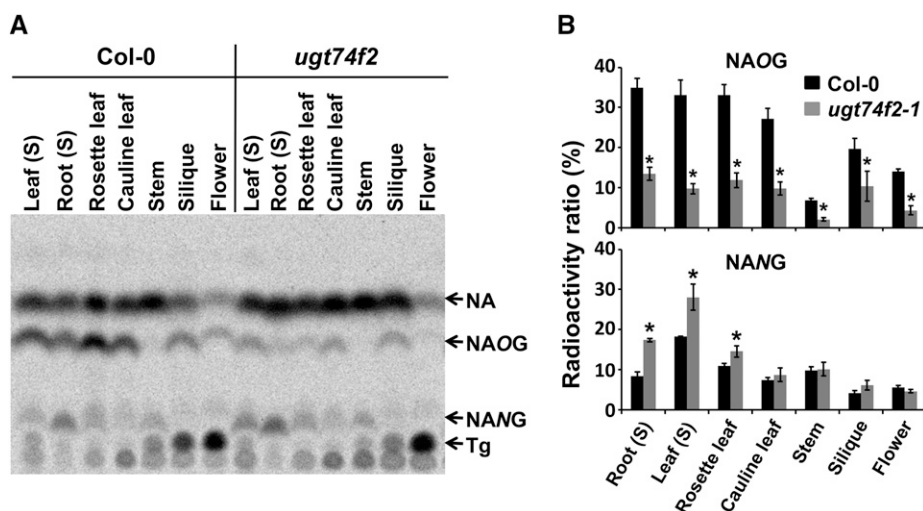 A
Col-0 ugt74f2
Leaf (S) Root (S) Rosette leaf Cauline leaf Stem Silique Flower Leaf (S) Root (S) Rosette leaf Cauline leaf Stem Silique Flower
NA
NAOG
NANG
Tg
B
NAOG
Col-0
ugt74f2-1
40
30
20
10
0
* * * * * * *
Radioactivity ratio (%)
NANG
40
30
20
10
0
* * *
Root (S) Leaf (S) Rosette leaf Cauline leaf Stem Silique Flower